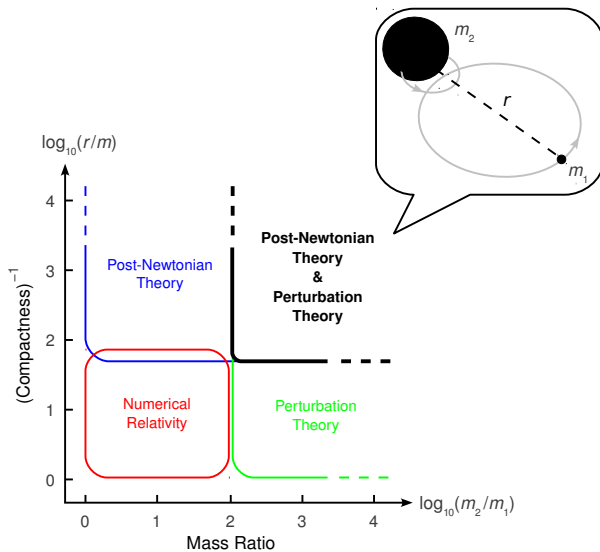 m₂
r
m₁
log₁₀(r/m)
4
3
2
1
0
(Compactness)⁻¹
Post-Newtonian
Theory
Post-Newtonian
Theory
&
Perturbation
Theory
Numerical
Relativity
Perturbation
Theory
0
1
2
3
4
log₁₀(m₂/m₁)
Mass Ratio